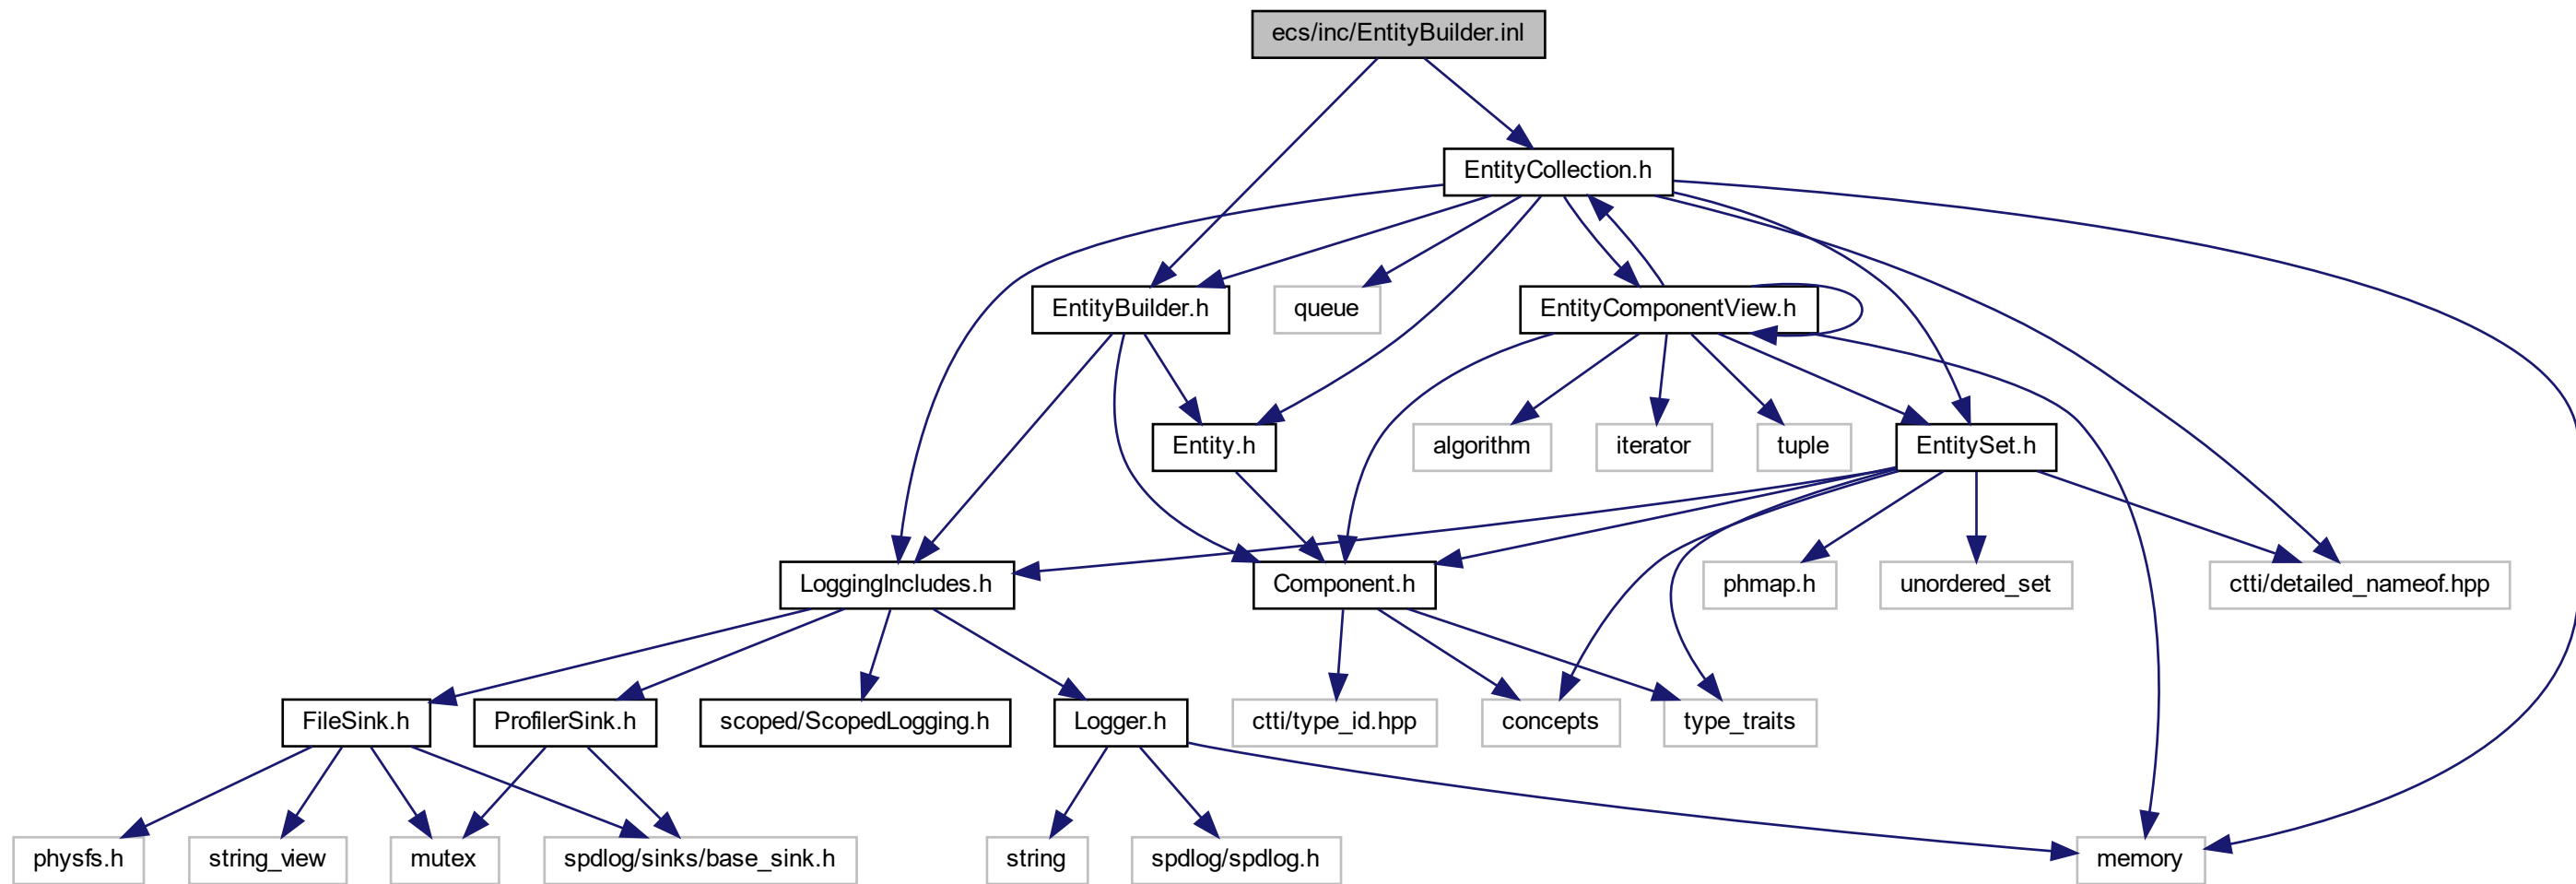 ecs/inc/EntityBuilder.inl
EntityCollection.h
EntityBuilder.h
queue
EntityComponentView.h
Entity.h
algorithm
iterator
tuple
EntitySet.h
LoggingIncludes.h
Component.h
phmap.h
unordered_set
ctti/detailed_nameof.hpp
FileSink.h
ProfilerSink.h
scoped/ScopedLogging.h
Logger.h
ctti/type_id.hpp
concepts
type_traits
physfs.h
string_view
mutex
spdlog/sinks/base_sink.h
string
spdlog/spdlog.h
memory